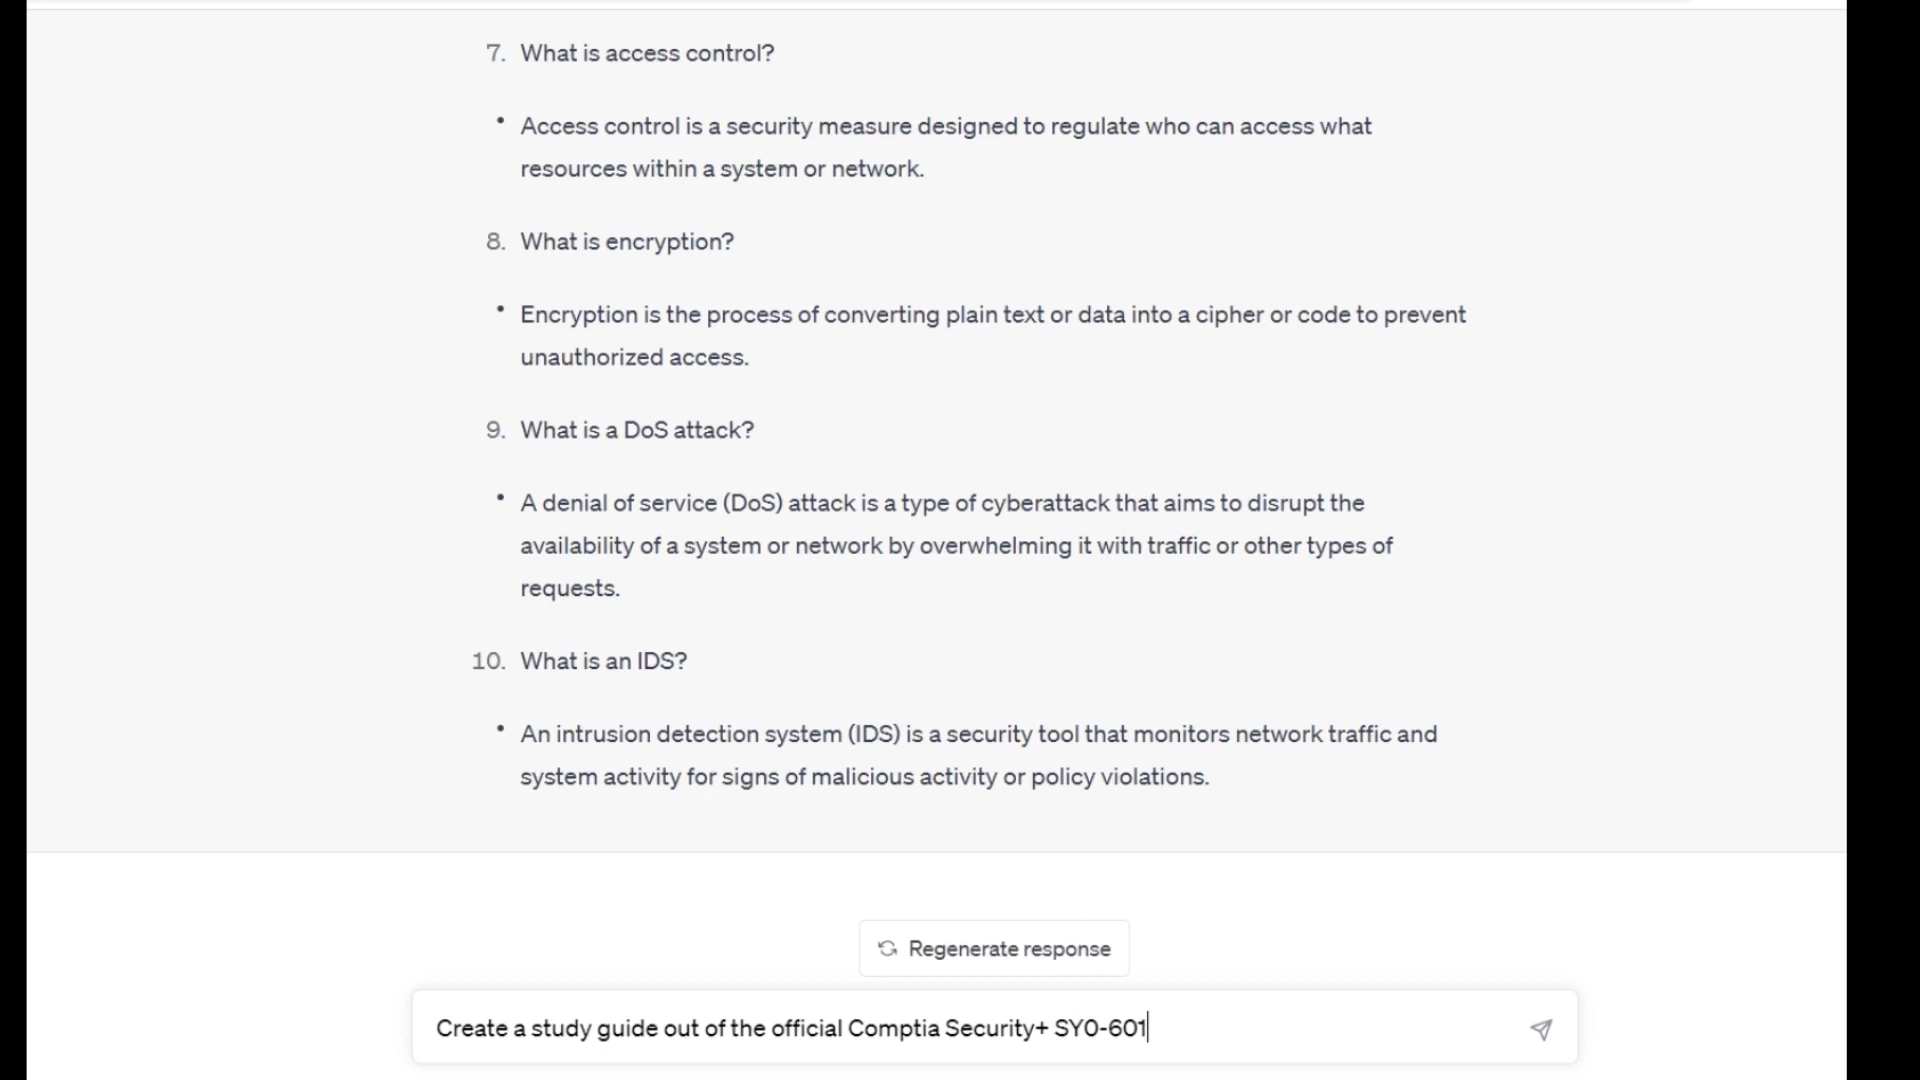 7. What is access control?
• Access control is a security measure designed to regulate who can access what
resources within a system or network.
8. What is encryption?
• Encryption is the process of converting plain text or data into a cipher or code to prevent
unauthorized access.
9. What is a DoS attack?
• A denial of service (DoS) attack is a type of cyberattack that aims to disrupt the
availability of a system or network by overwhelming it with traffic or other types of
requests.
10. What is an IDS?
• An intrusion detection system (IDS) is a security tool that monitors network traffic and
system activity for signs of malicious activity or policy violations.
Regenerate response
Create a study guide out of the official Comptia Security+ SY0-601